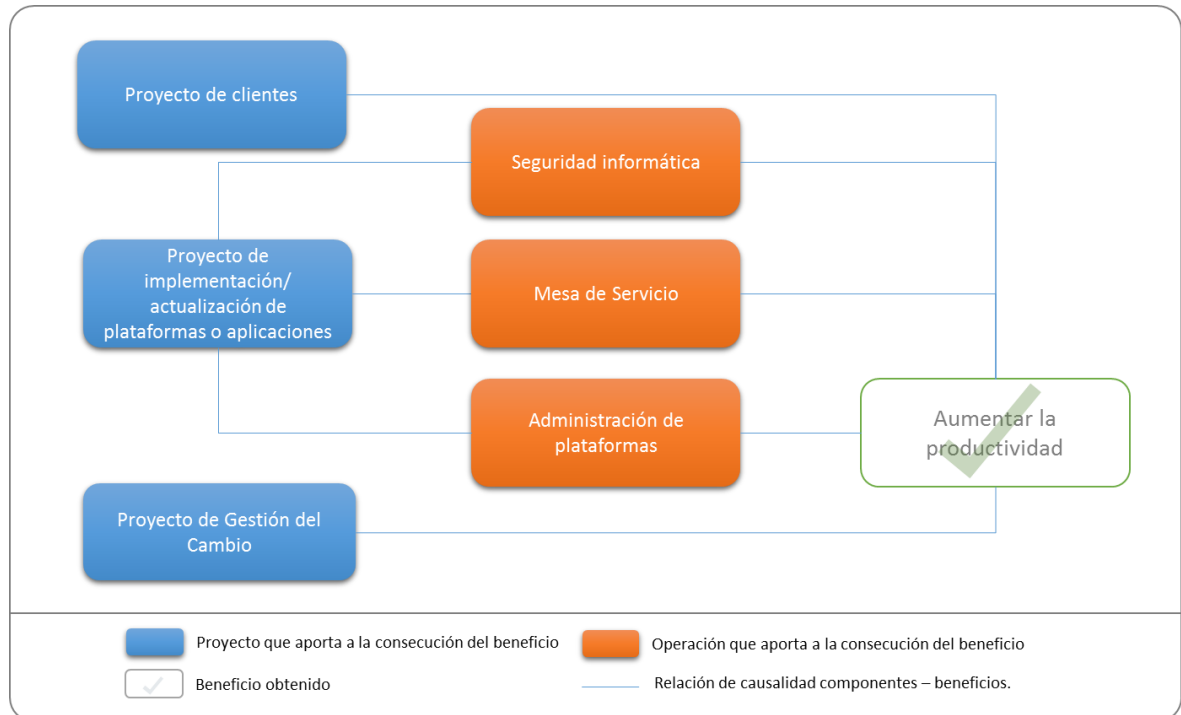 Proyecto de clientes
Seguridad informática
Proyecto de
implementación/
actualización de
plataformas o aplicaciones
Mesa de Servicio
Administración de
plataformas
Aumentar la
productividad
Proyecto de Gestión del
Cambio
Proyecto que aporta a la consecución del beneficio
Operación que aporta a la consecución del beneficio
Beneficio obtenido
Relación de causalidad componentes – beneficios.